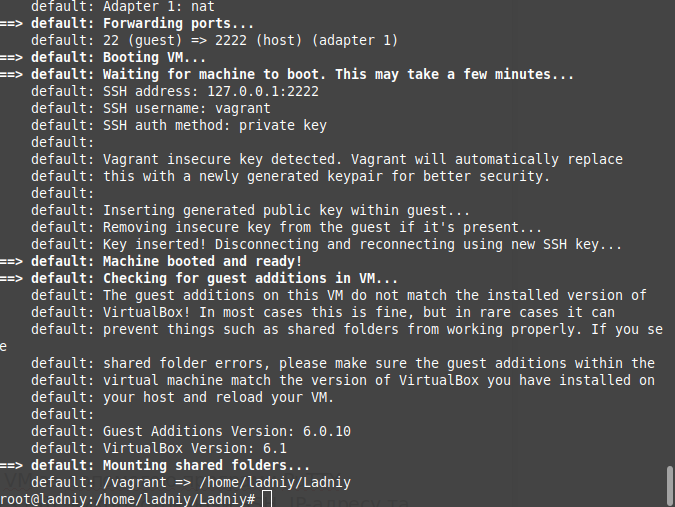 default: Adapter 1: nat
==> default: Forwarding ports...
default: 22 (guest) => 2222 (host) (adapter 1)
==> default: Booting VM...
==> default: Waiting for machine to boot. This may take a few minutes...
default: SSH address: 127.0.0.1:2222
default: SSH username: vagrant
default: SSH auth method: private key
default:
default: Vagrant insecure key detected. Vagrant will automatically replace
default: this with a newly generated keypair for better security.
default:
default: Inserting generated public key within guest...
default: Removing insecure key from the guest if it's present...
default: Key inserted! Disconnecting and reconnecting using new SSH key...
==> default: Machine booted and ready!
==> default: Checking for guest additions in VM...
default: The guest additions on this VM do not match the installed version of
default: VirtualBox! In most cases this is fine, but in rare cases it can
default: prevent things such as shared folders from working properly. If you se
e
default: shared folder errors, please make sure the guest additions within the
default: virtual machine match the version of VirtualBox you have installed on
default: your host and reload your VM.
default:
default: Guest Additions Version: 6.0.10
default: VirtualBox Version: 6.1
==> default: Mounting shared folders...
default: /vagrant => /home/ladniy/Ladniy
root@ladniy:/home/ladniy/Ladniy#